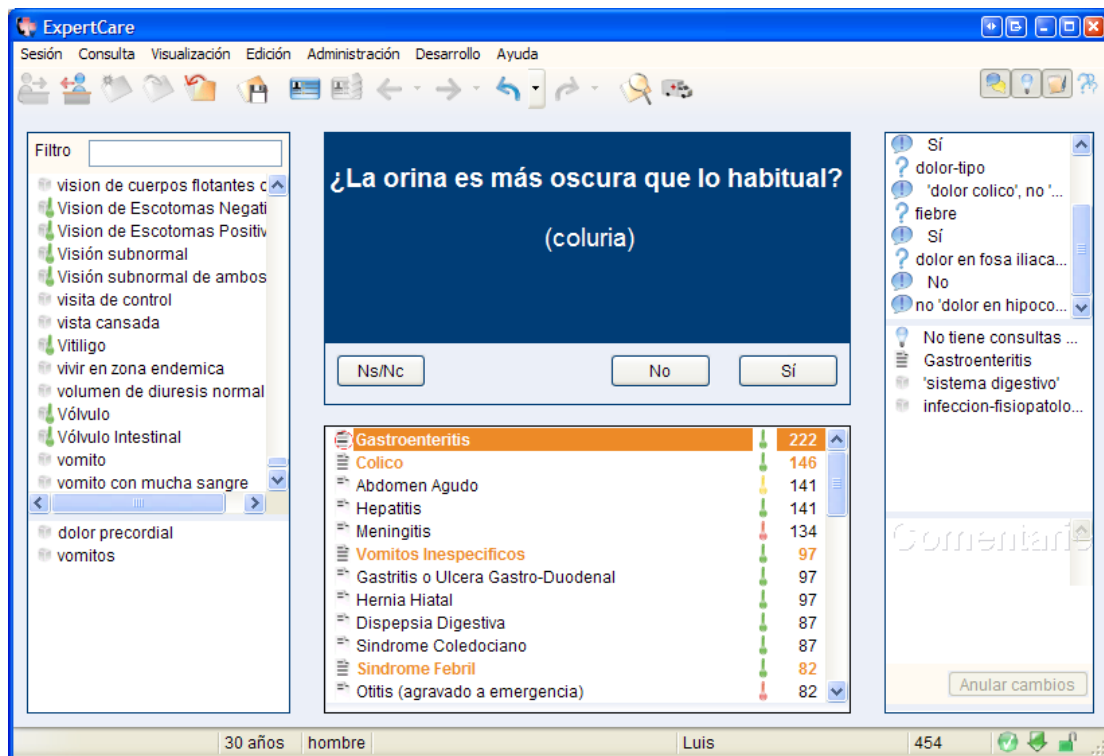 ExpertCare
Sesión Consulta Visualización Edición Administración Desarrollo Ayuda
Filtro
vision de cuerpos flotantes c
Vision de Escotomas Negati
Vision de Escotomas Positiv
Visión subnormal
Visión subnormal de ambos
visita de control
vista cansada
Vitiligo
vivir en zona endemica
volumen de diuresis normal
Vólvulo
Vólvulo Intestinal
vomito
vomito con mucha sangre
dolor precordial
vomitos
¿La orina es más oscura que lo habitual?
(coluria)
Ns/Nc No Sí
Gastroenteritis 222
Colico 146
Abdomen Agudo 141
Hepatitis 141
Meningitis 134
Vomitos Inespecificos 97
Gastritis o Ulcera Gastro-Duodenal 97
Hernia Hiatal 97
Dispepsia Digestiva 87
Sindrome Coledociano 87
Sindrome Febril 82
Otitis (agravado a emergencia) 82
Sí
dolor-tipo
'dolor colico', no '...
fiebre
Sí
dolor en fosa iliaca...
No
no 'dolor en hipoco...
No tiene consultas ...
Gastroenteritis
'sistema digestivo'
infeccion-fisiopatolo...
Comentario
Anular cambios
30 años hombre Luis 454